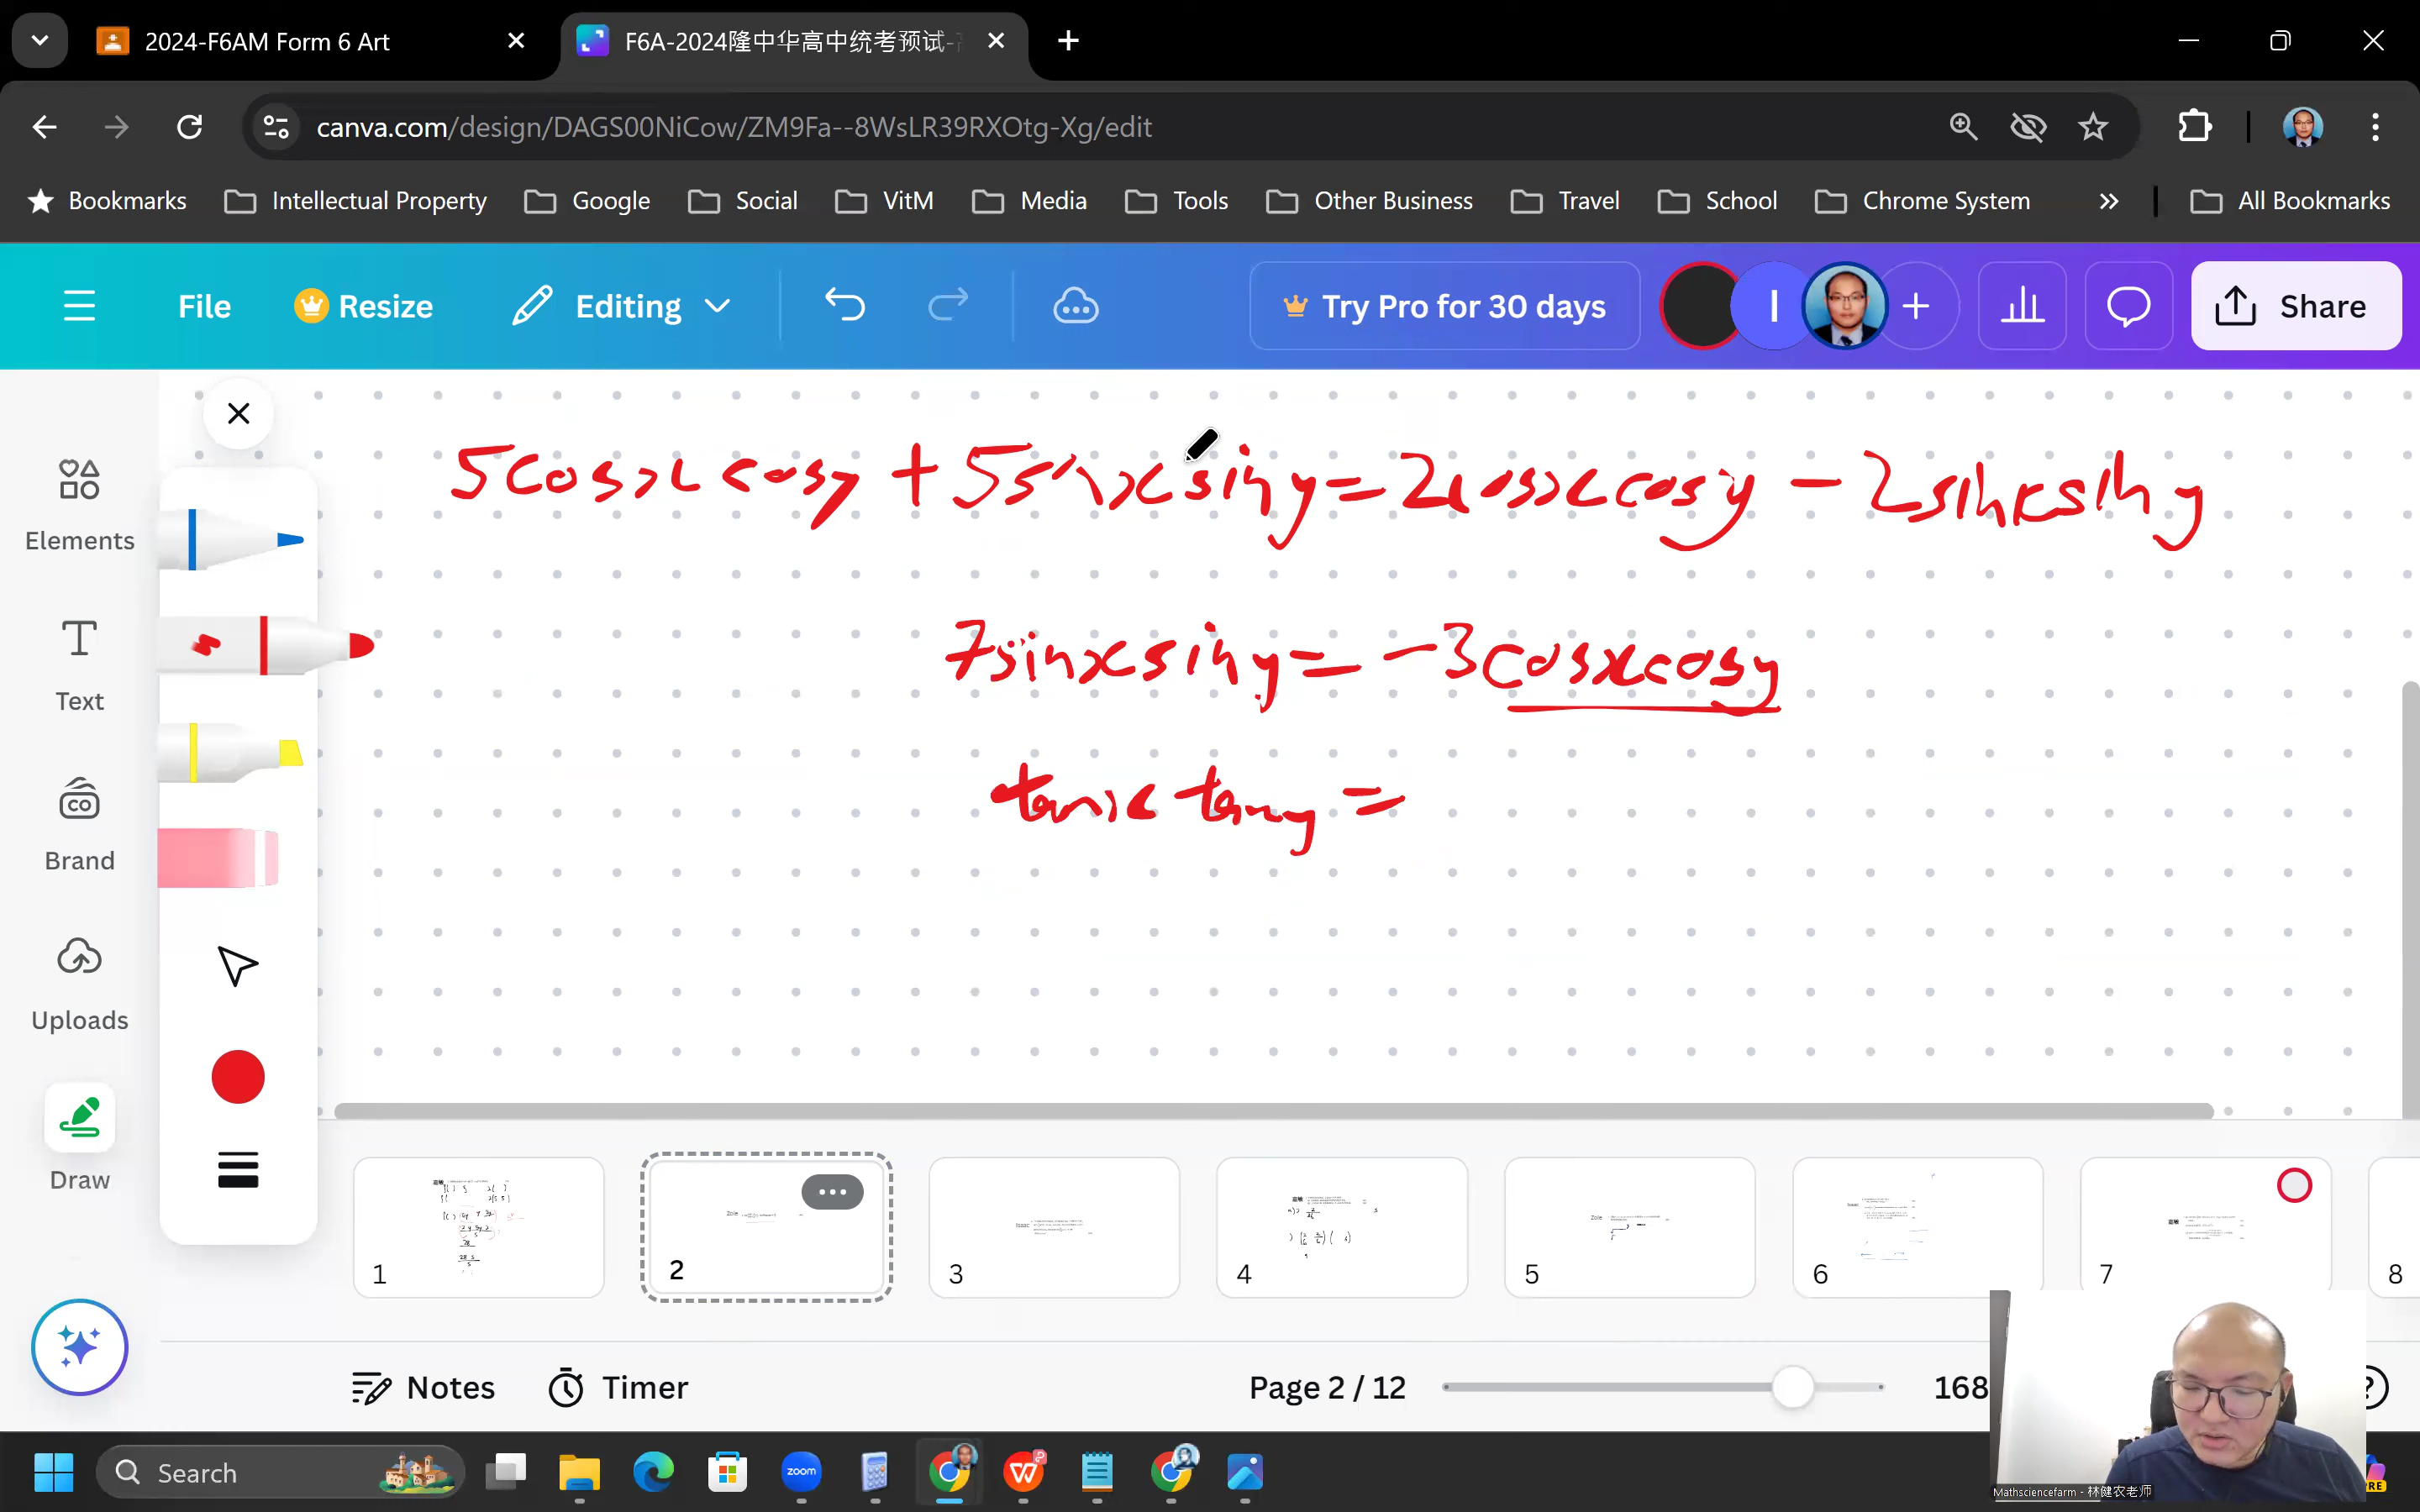 2024-F6AM Form 6 Art
F6A-2024隆中华高中统考预试-
canva.com/design/DAGS00NiCow/ZM9Fa--8WsLR39RXOtg-Xg/edit
Bookmarks Intellectual Property Google Social VitM Media Tools Other Business Travel School Chrome System » All Bookmarks
File Resize Editing Try Pro for 30 days I Share
Elements
Text
Brand
Uploads
Draw
5cosxcosy + 5sinxsiny = 2cosxcosy - 2sinxsiny
7sinxsiny = -3cosxcosy
tanx tany =
1 2 3 4 5 6 7 8
Notes Timer Page 2 / 12 168
Search zoom
Mathsciencefarm - 林健农老师